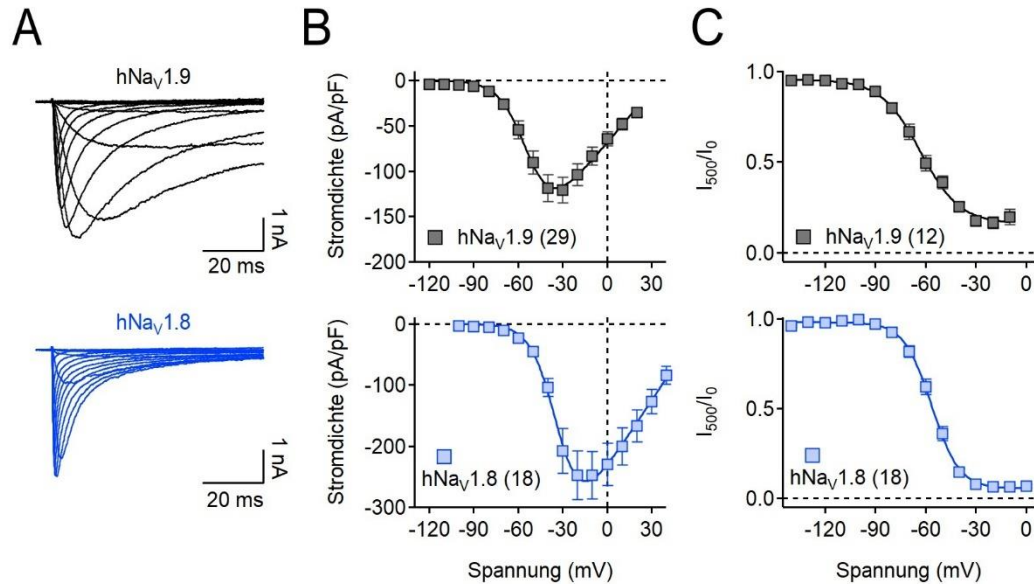 A
hNaV1.9
1 nA
20 ms
hNaV1.8
1 nA
20 ms
B
Stromdichte (pA/pF)
0
-50
-100
-150
-200
hNaV1.9 (29)
-120 -90 -60 -30 0 30
Stromdichte (pA/pF)
0
-100
-200
-300
hNaV1.8 (18)
-120 -90 -60 -30 0 30
Spannung (mV)
C
I500/I0
1.0
0.5
0.0
hNaV1.9 (12)
-120 -90 -60 -30 0
I500/I0
1.0
0.5
0.0
hNaV1.8 (18)
-120 -90 -60 -30 0
Spannung (mV)